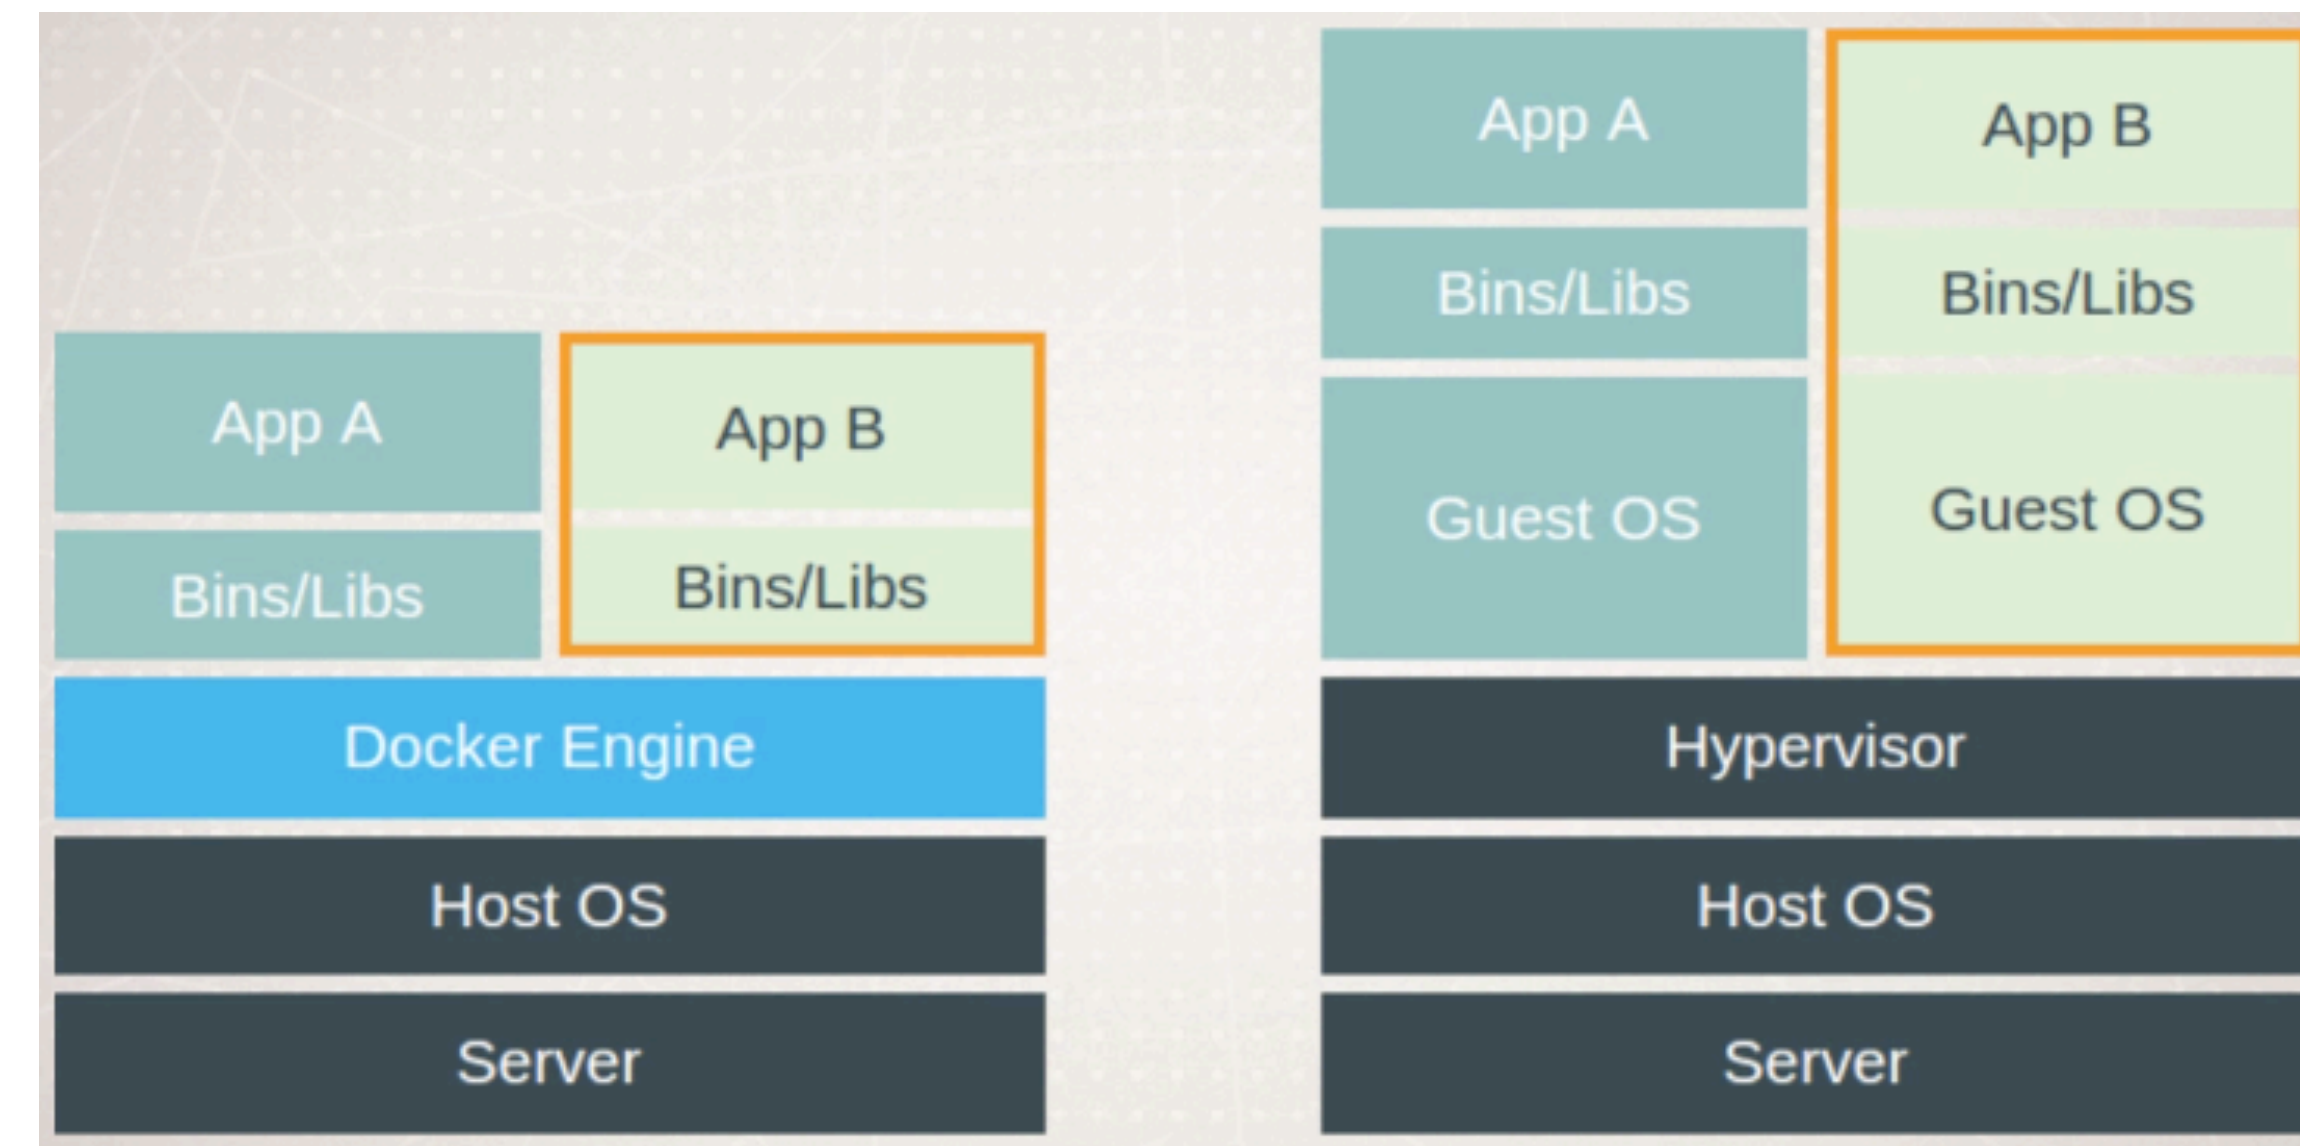 App A
App B
Bins/Libs
Bins/Libs
Docker Engine
Host OS
Server
App A
App B
Bins/Libs
Bins/Libs
Guest OS
Guest OS
Hypervisor
Host OS
Server